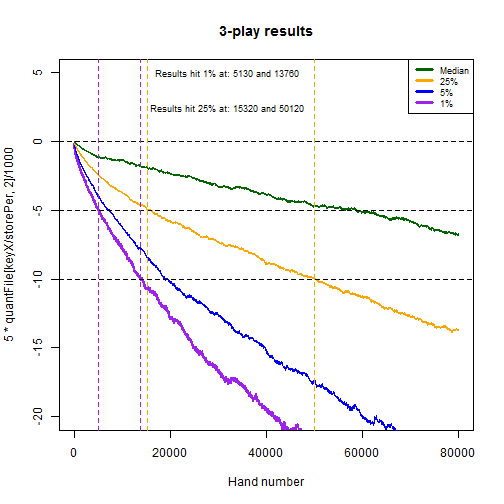 3-play results
Results hit 1% at: 5130 and 13760
Results hit 25% at: 15320 and 50120
Median
25%
5%
1%
5
0
-5
-10
-15
-20
5 * quantFile[keyX/storePer, 2]/1000
0
20000
40000
60000
80000
Hand number